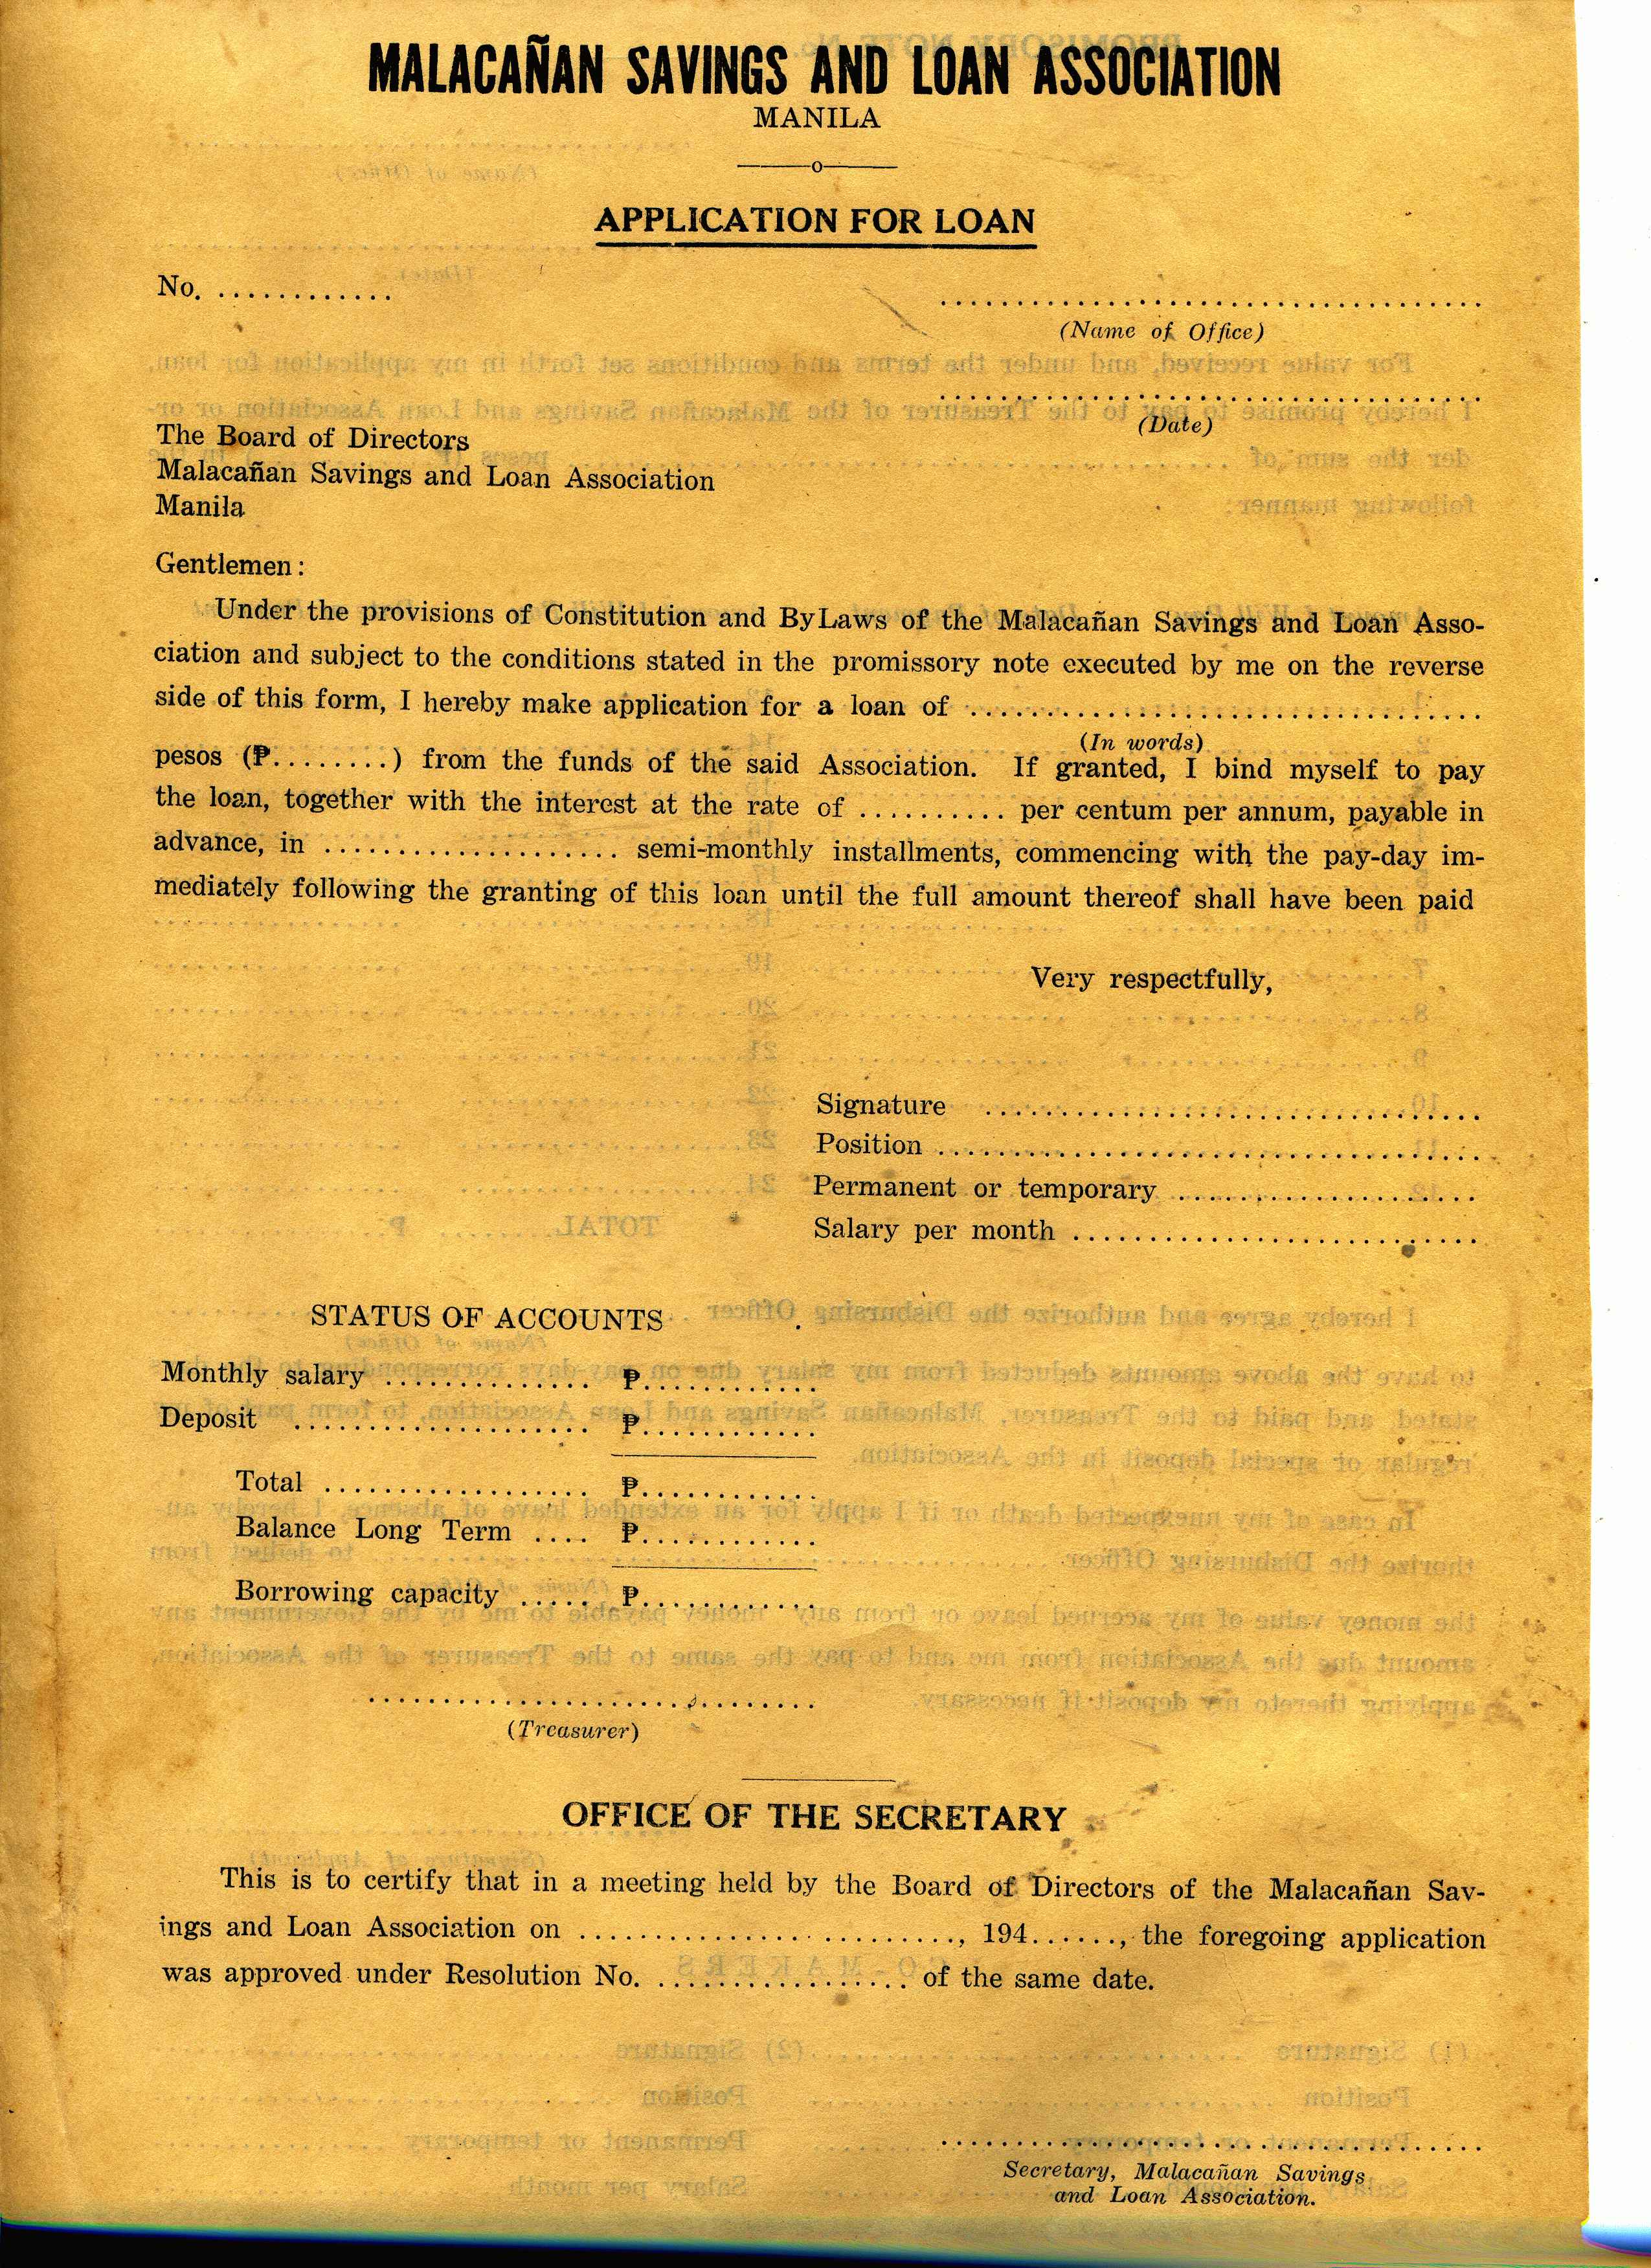 MALACAÑAN SAVINGS AND LOAN ASSOCIATION
MANILA
APPLICATION FOR LOAN
No. ............
....................................
(Name of Office)
....................................
(Date)
The Board of Directors
Malacañan Savings and Loan Association
Manila
Gentlemen:
Under the provisions of Constitution and ByLaws of the Malacañan Savings and Loan Asso-
ciation and subject to the conditions stated in the promissory note executed by me on the reverse
side of this form, I hereby make application for a loan of ..................................
(In words)
pesos (₱........) from the funds of the said Association. If granted, I bind myself to pay
the loan, together with the interest at the rate of .......... per centum per annum, payable in
advance, in .................... semi-monthly installments, commencing with the pay-day im-
mediately following the granting of this loan until the full amount thereof shall have been paid
Very respectfully,
Signature .................................
Position ....................................
Permanent or temporary ....................
Salary per month ...........................
STATUS OF ACCOUNTS
Monthly salary .............. ₱............
Deposit .................... ₱............
Total .................. ₱............
Balance Long Term .... ₱............
Borrowing capacity ..... ₱............
..............................
(Treasurer)
OFFICE OF THE SECRETARY
This is to certify that in a meeting held by the Board of Directors of the Malacañan Sav-
ings and Loan Association on ........................., 194......, the foregoing application
was approved under Resolution No. ................. of the same date.
....................................
Secretary, Malacañan Savings
and Loan Association.